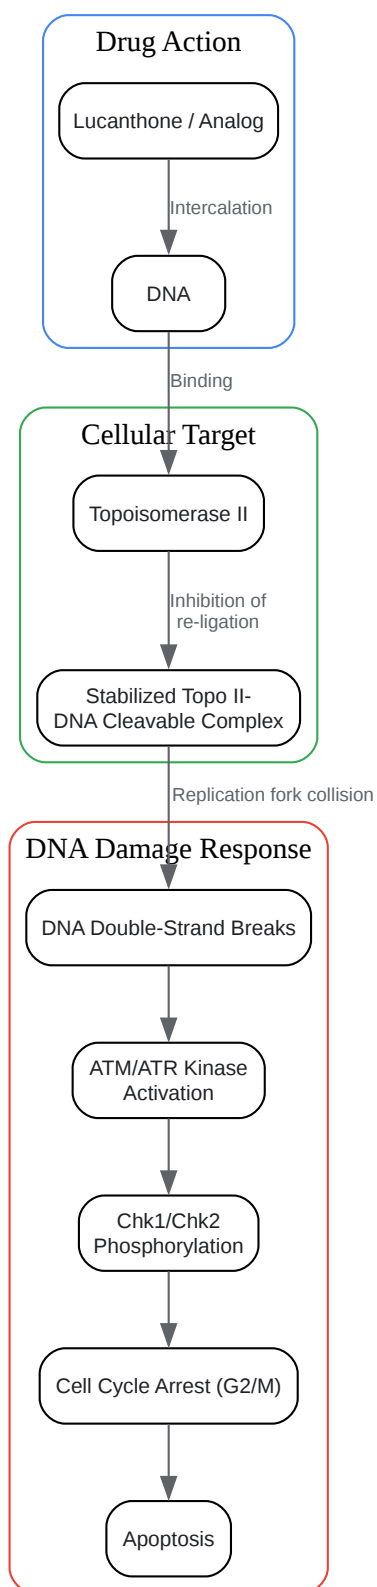 Drug Action
Lucanthone / Analog
Intercalation
DNA
Binding
Cellular Target
Topoisomerase II
Inhibition of
re-ligation
Stabilized Topo II-
DNA Cleavable Complex
Replication fork collision
DNA Damage Response
DNA Double-Strand Breaks
ATM/ATR Kinase
Activation
Chk1/Chk2
Phosphorylation
Cell Cycle Arrest (G2/M)
Apoptosis